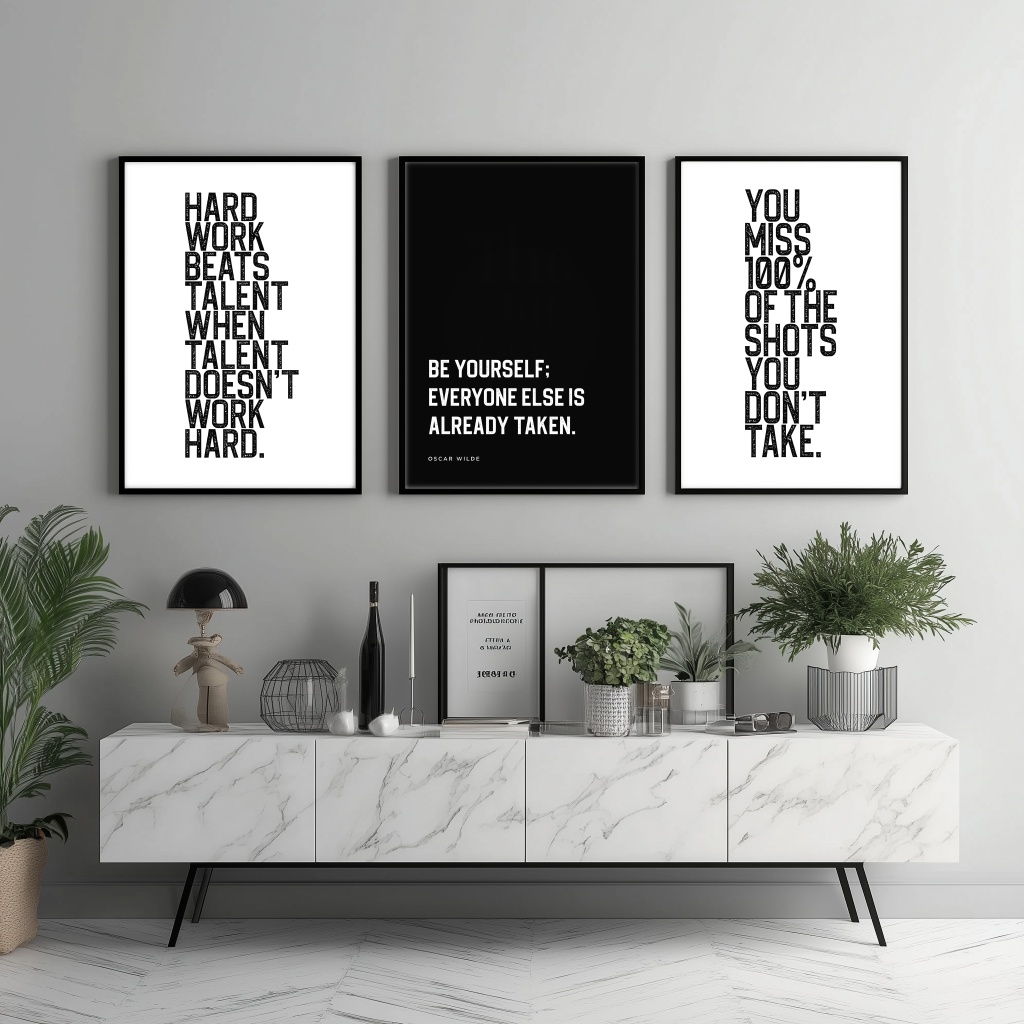 HARD
WORK
BEATS
TALENT
WHEN
TALENT
DOESN'T
WORK
HARD.
BE YOURSELF;
EVERYONE ELSE IS
ALREADY TAKEN.
OSCAR WILDE
YOU
MISS
100%
OF THE
SHOTS
YOU
DON'T
TAKE.